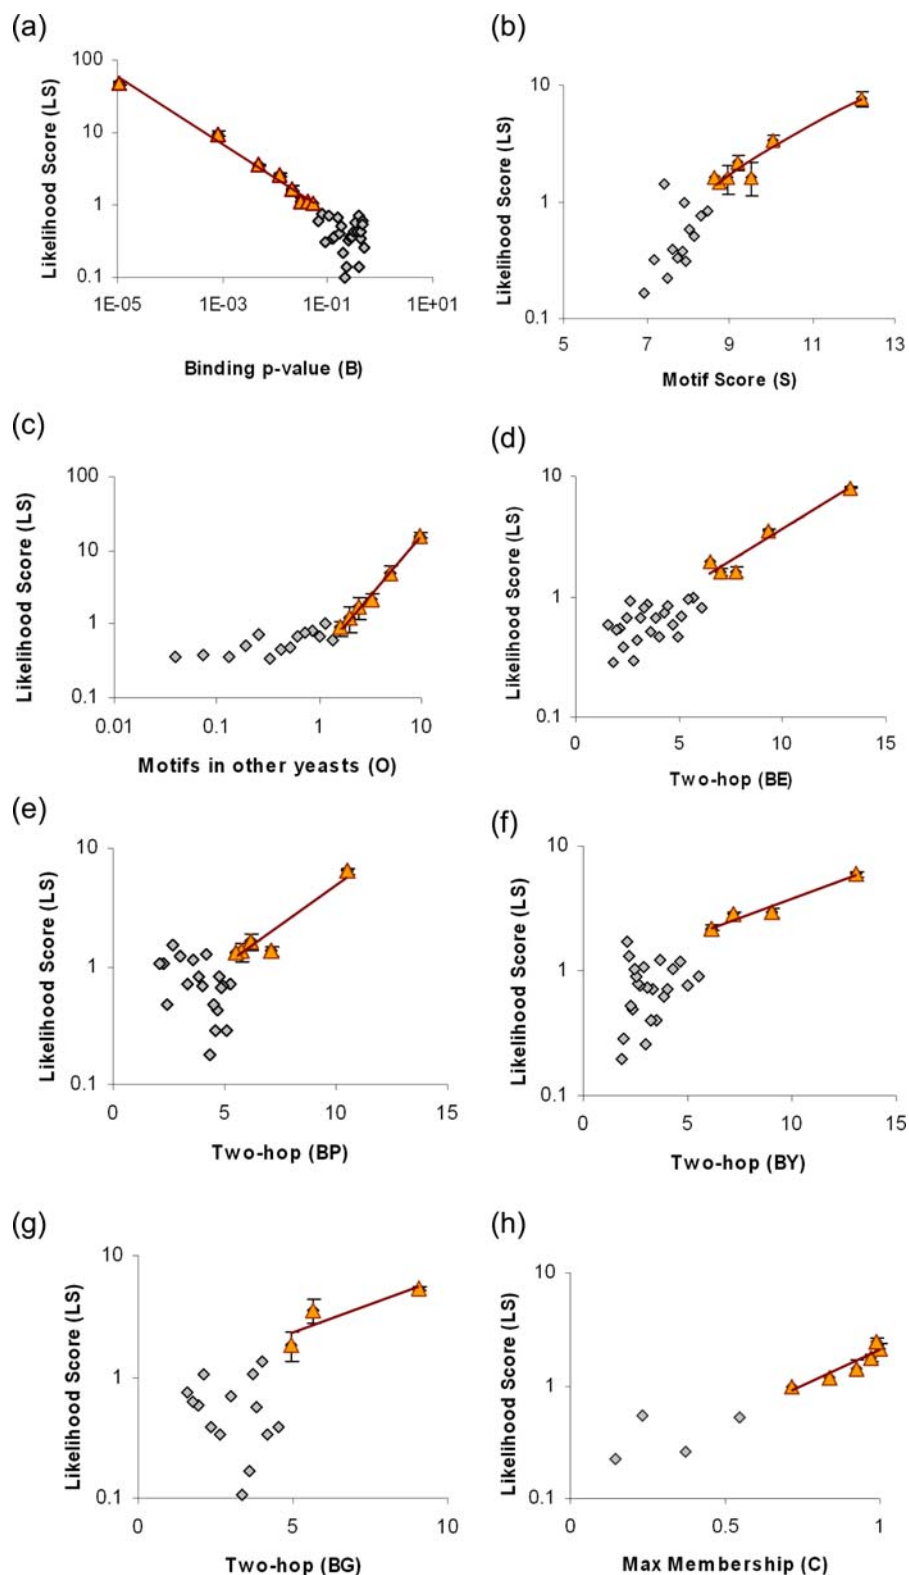 (a)
Likelihood Score (LS)
100
10
1
0.1
1E-05 1E-03 1E-01 1E+01
Binding p-value (B)
(b)
Likelihood Score (LS)
10
1
0.1
5 7 9 11 13
Motif Score (S)
(c)
Likelihood Score (LS)
100
10
1
0.1
0.01 0.1 1 10
Motifs in other yeasts (O)
(d)
Likelihood Score (LS)
10
1
0.1
0 5 10 15
Two-hop (BE)
(e)
Likelihood Score (LS)
10
1
0.1
0 5 10 15
Two-hop (BP)
(f)
Likelihood Score (LS)
10
1
0.1
0 5 10 15
Two-hop (BY)
(g)
Likelihood Score (LS)
10
1
0.1
0 5 10
Two-hop (BG)
(h)
Likelihood Score (LS)
10
1
0.1
0 0.5 1
Max Membership (C)